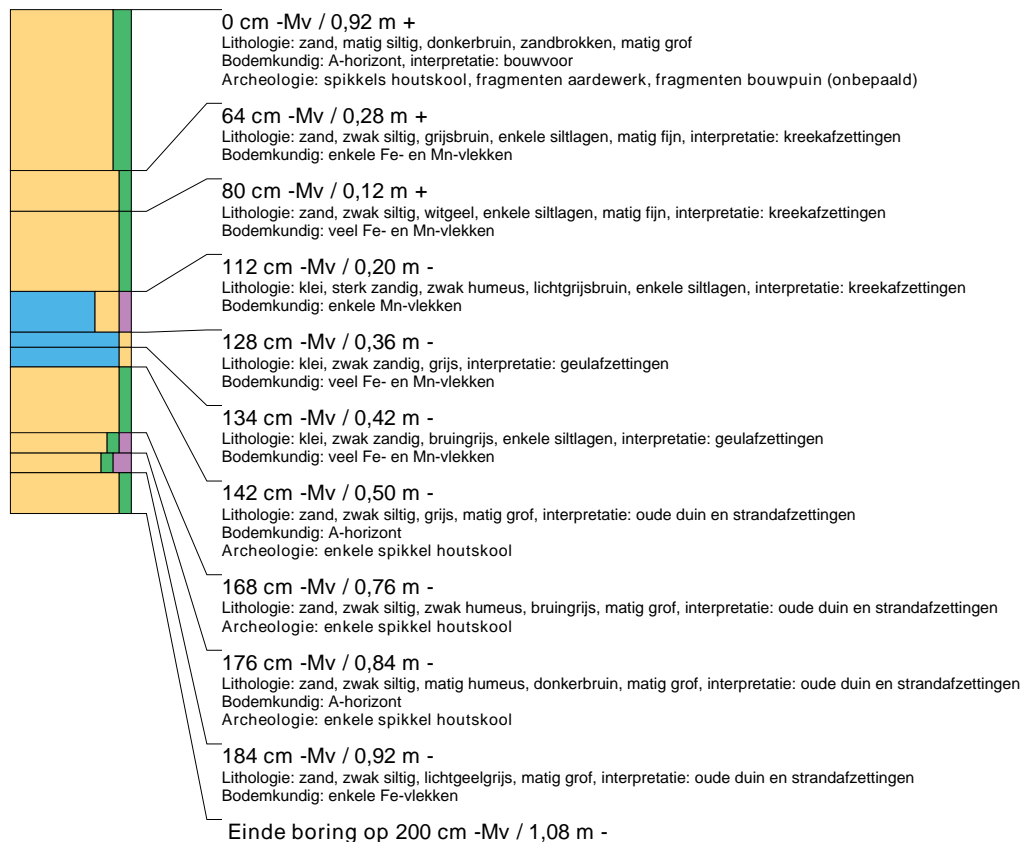 0 cm -Mv / 0,92 m +
Lithologie: zand, matig siltig, donkerbruin, zandbrokken, matig grof
Bodemkundig: A-horizont, interpretatie: bouwvoor
Archeologie: spikkels houtskool, fragmenten aardewerk, fragmenten bouwpuin (onbepaald)
64 cm -Mv / 0,28 m +
Lithologie: zand, zwak siltig, grijsbruin, enkele siltlagen, matig fijn, interpretatie: kreekafzettingen
Bodemkundig: enkele Fe- en Mn-vlekken
80 cm -Mv / 0,12 m +
Lithologie: zand, zwak siltig, witgeel, enkele siltlagen, matig fijn, interpretatie: kreekafzettingen
Bodemkundig: veel Fe- en Mn-vlekken
112 cm -Mv / 0,20 m -
Lithologie: klei, sterk zandig, zwak humeus, lichtgrijsbruin, enkele siltlagen, interpretatie: kreekafzettingen
Bodemkundig: enkele Mn-vlekken
128 cm -Mv / 0,36 m -
Lithologie: klei, zwak zandig, grijs, interpretatie: geulafzettingen
Bodemkundig: veel Fe- en Mn-vlekken
134 cm -Mv / 0,42 m -
Lithologie: klei, zwak zandig, bruingrijs, enkele siltlagen, interpretatie: geulafzettingen
Bodemkundig: veel Fe- en Mn-vlekken
142 cm -Mv / 0,50 m -
Lithologie: zand, zwak siltig, grijs, matig grof, interpretatie: oude duin en strandafzettingen
Bodemkundig: A-horizont
Archeologie: enkele spikkel houtskool
168 cm -Mv / 0,76 m -
Lithologie: zand, zwak siltig, zwak humeus, bruingrijs, matig grof, interpretatie: oude duin en strandafzettingen
Archeologie: enkele spikkel houtskool
176 cm -Mv / 0,84 m -
Lithologie: zand, zwak siltig, matig humeus, donkerbruin, matig grof, interpretatie: oude duin en strandafzettingen
Bodemkundig: A-horizont
Archeologie: enkele spikkel houtskool
184 cm -Mv / 0,92 m -
Lithologie: zand, zwak siltig, lichtgeelgrijs, matig grof, interpretatie: oude duin en strandafzettingen
Bodemkundig: enkele Fe-vlekken
Einde boring op 200 cm -Mv / 1,08 m -